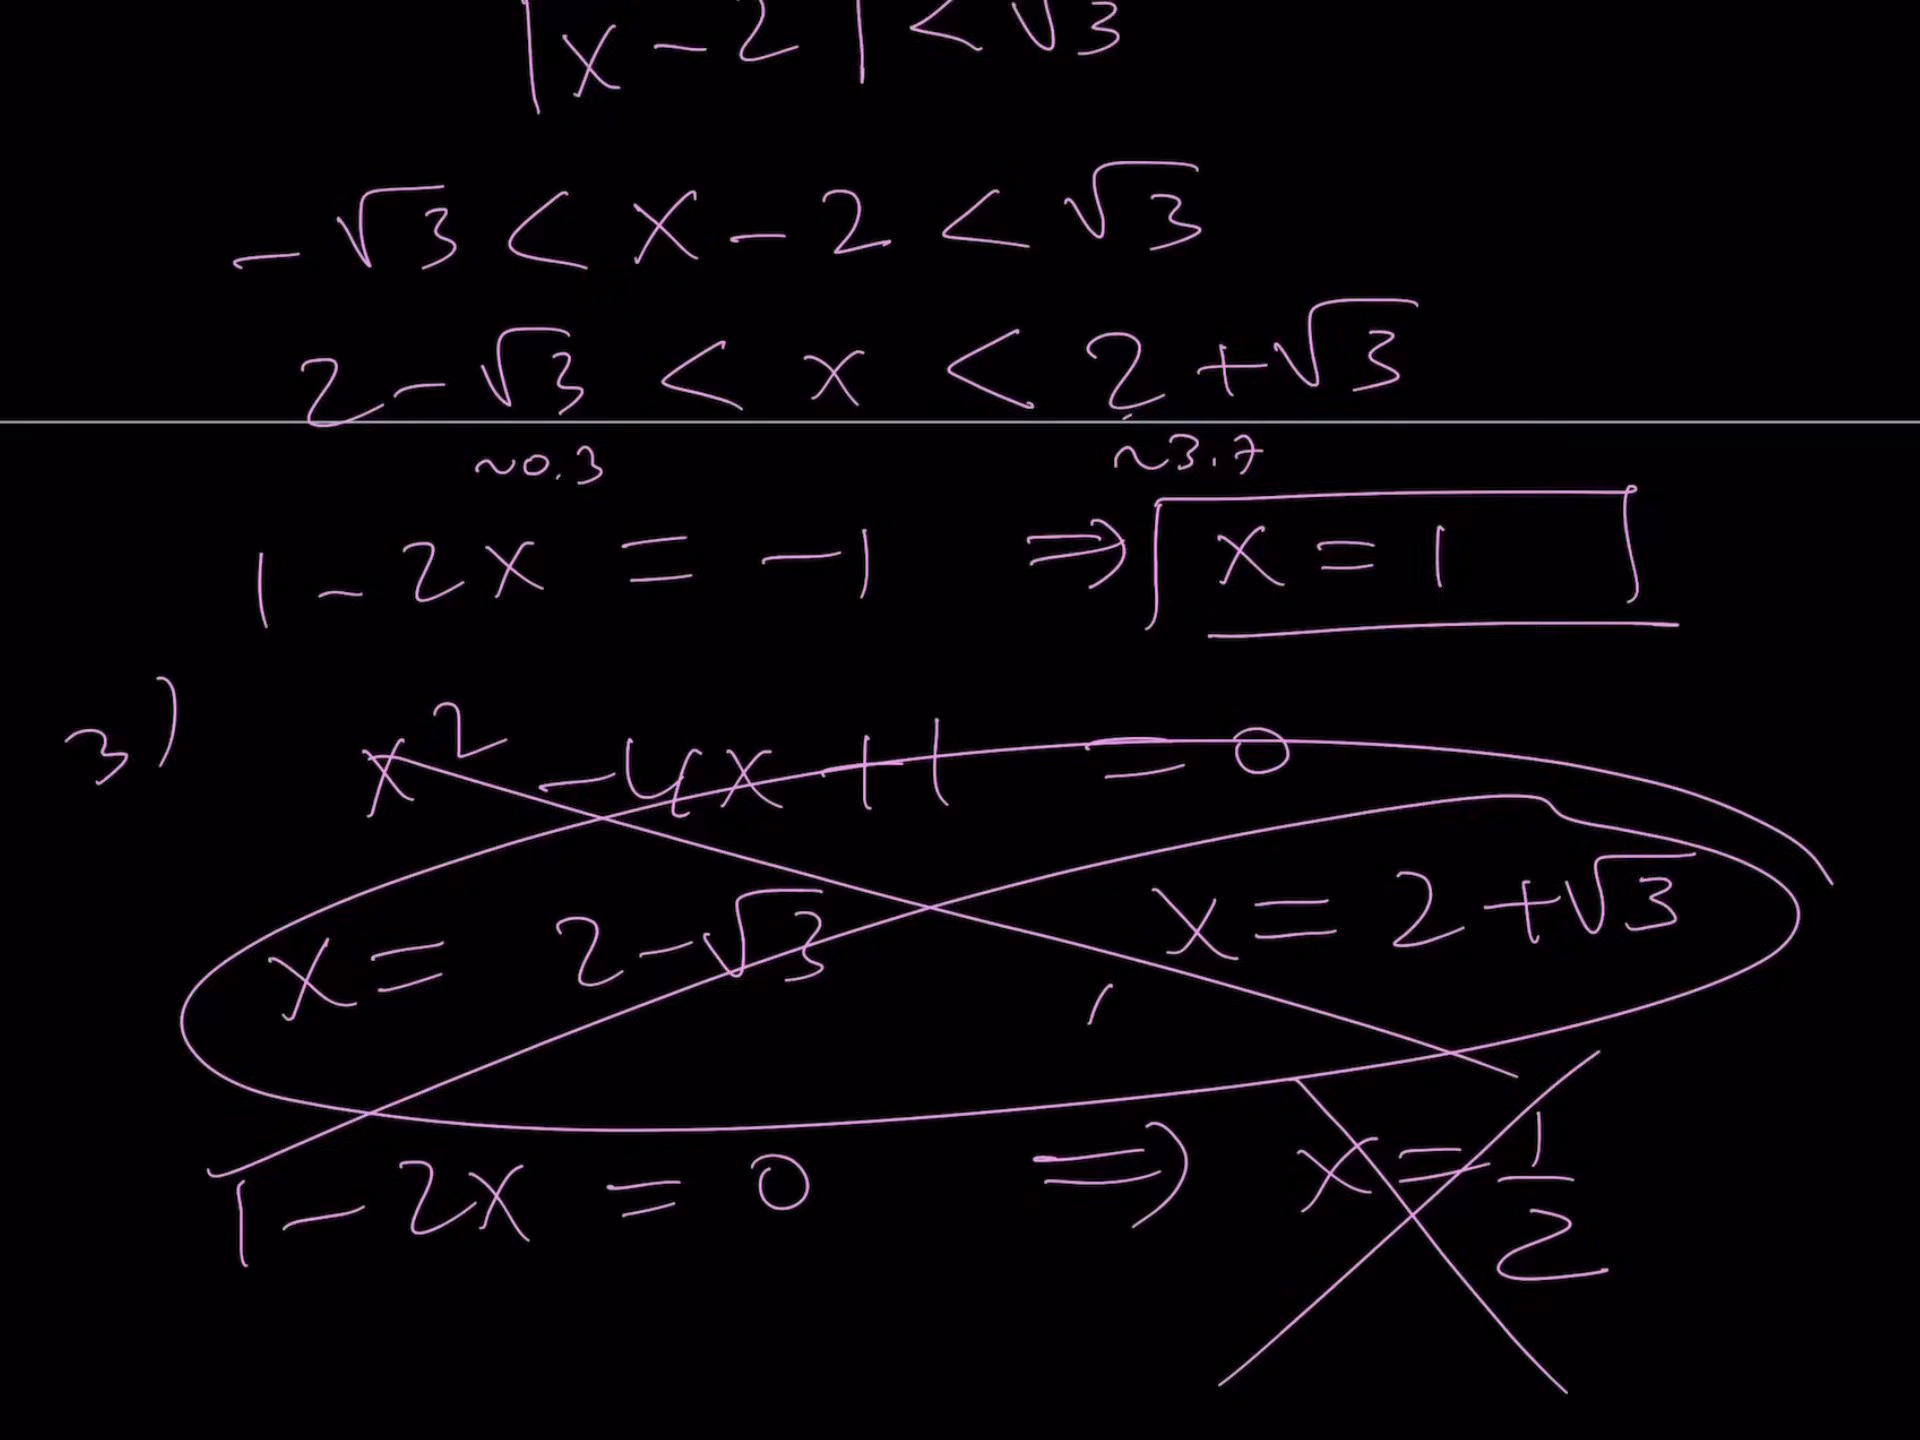 |x - 2| < √3
- √3 < x - 2 < √3
2 - √3 < x < 2 + √3
~0.3 ~3.7
1 - 2x = -1 ⇒ x = 1
3) x² - 4x + 1 = 0
x = 2 - √3 , x = 2 + √3
1 - 2x = 0 ⇒ x = 1/2